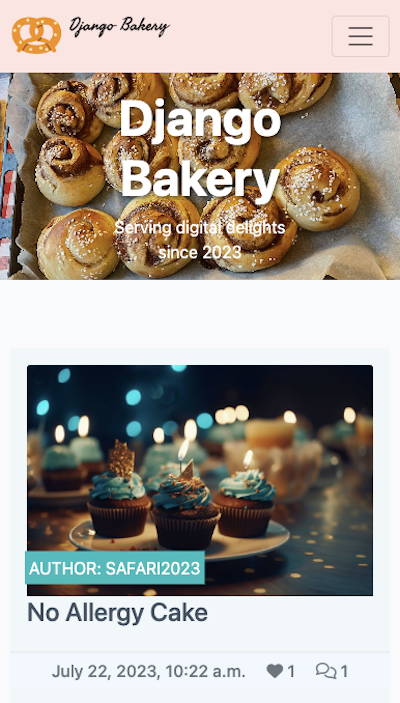 Django Bakery
Django
Bakery
Serving digital delights
since 2023
AUTHOR: SAFARI2023
No Allergy Cake
July 22, 2023, 10:22 a.m. 1 1